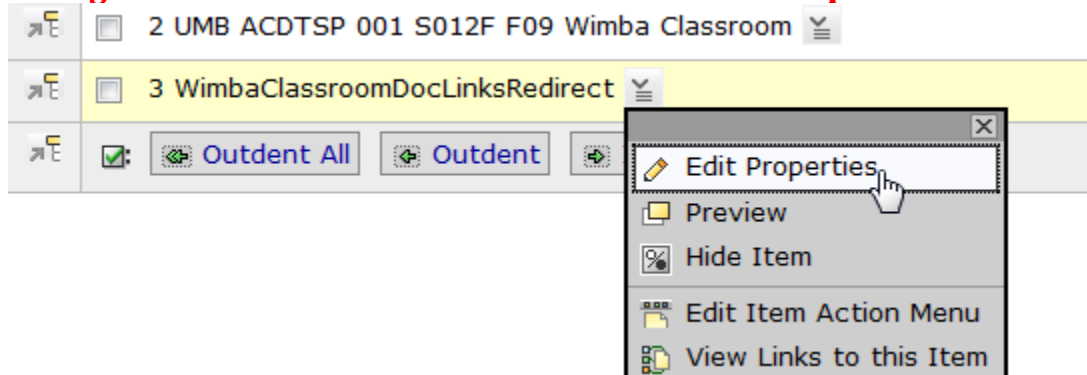 2 UMB ACDTSP 001 S012F F09 Wimba Classroom
3 WimbaClassroomDocLinksRedirect
: Outdent All Outdent
Edit Properties
Preview
Hide Item
Edit Item Action Menu
View Links to this Item